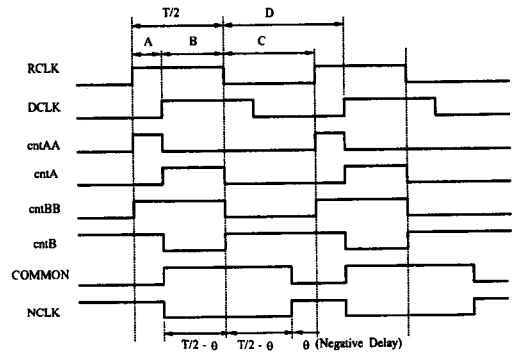 T/2 D
A B C
RCLK
DCLK
cntAA
cntA
cntBB
cntB
COMMON
NCLK
T/2 - θ T/2 - θ θ (Negative Delay)